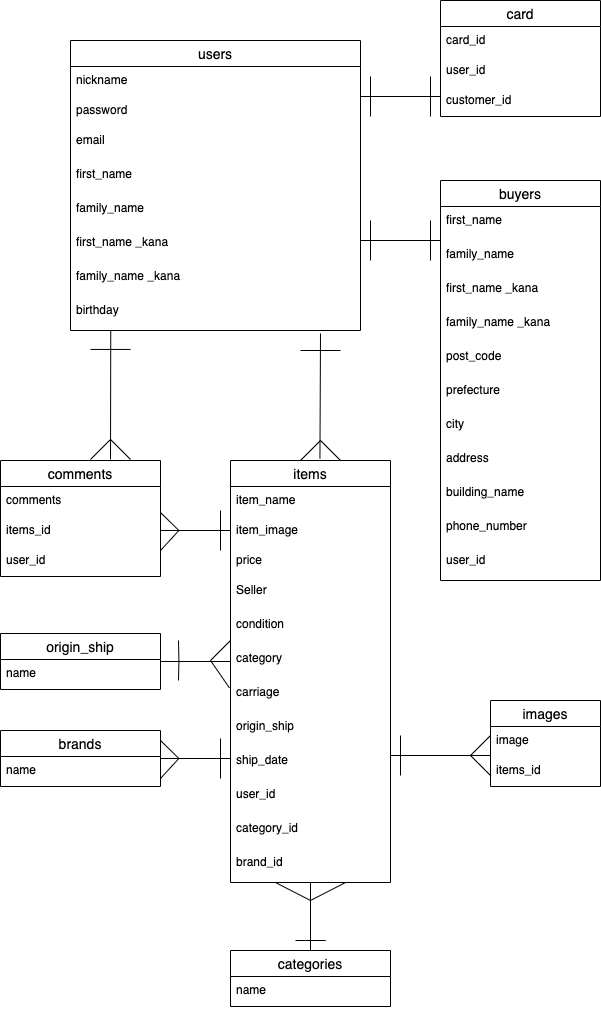 card
card_id
user_id
customer_id
users
nickname
password
email
first_name
family_name
first_name _kana
family_name _kana
birthday
buyers
first_name
family_name
first_name _kana
family_name _kana
post_code
prefecture
city
address
building_name
phone_number
user_id
comments
comments
items_id
user_id
items
item_name
item_image
price
Seller
condition
category
carriage
origin_ship
ship_date
user_id
category_id
brand_id
origin_ship
name
brands
name
images
image
items_id
categories
name